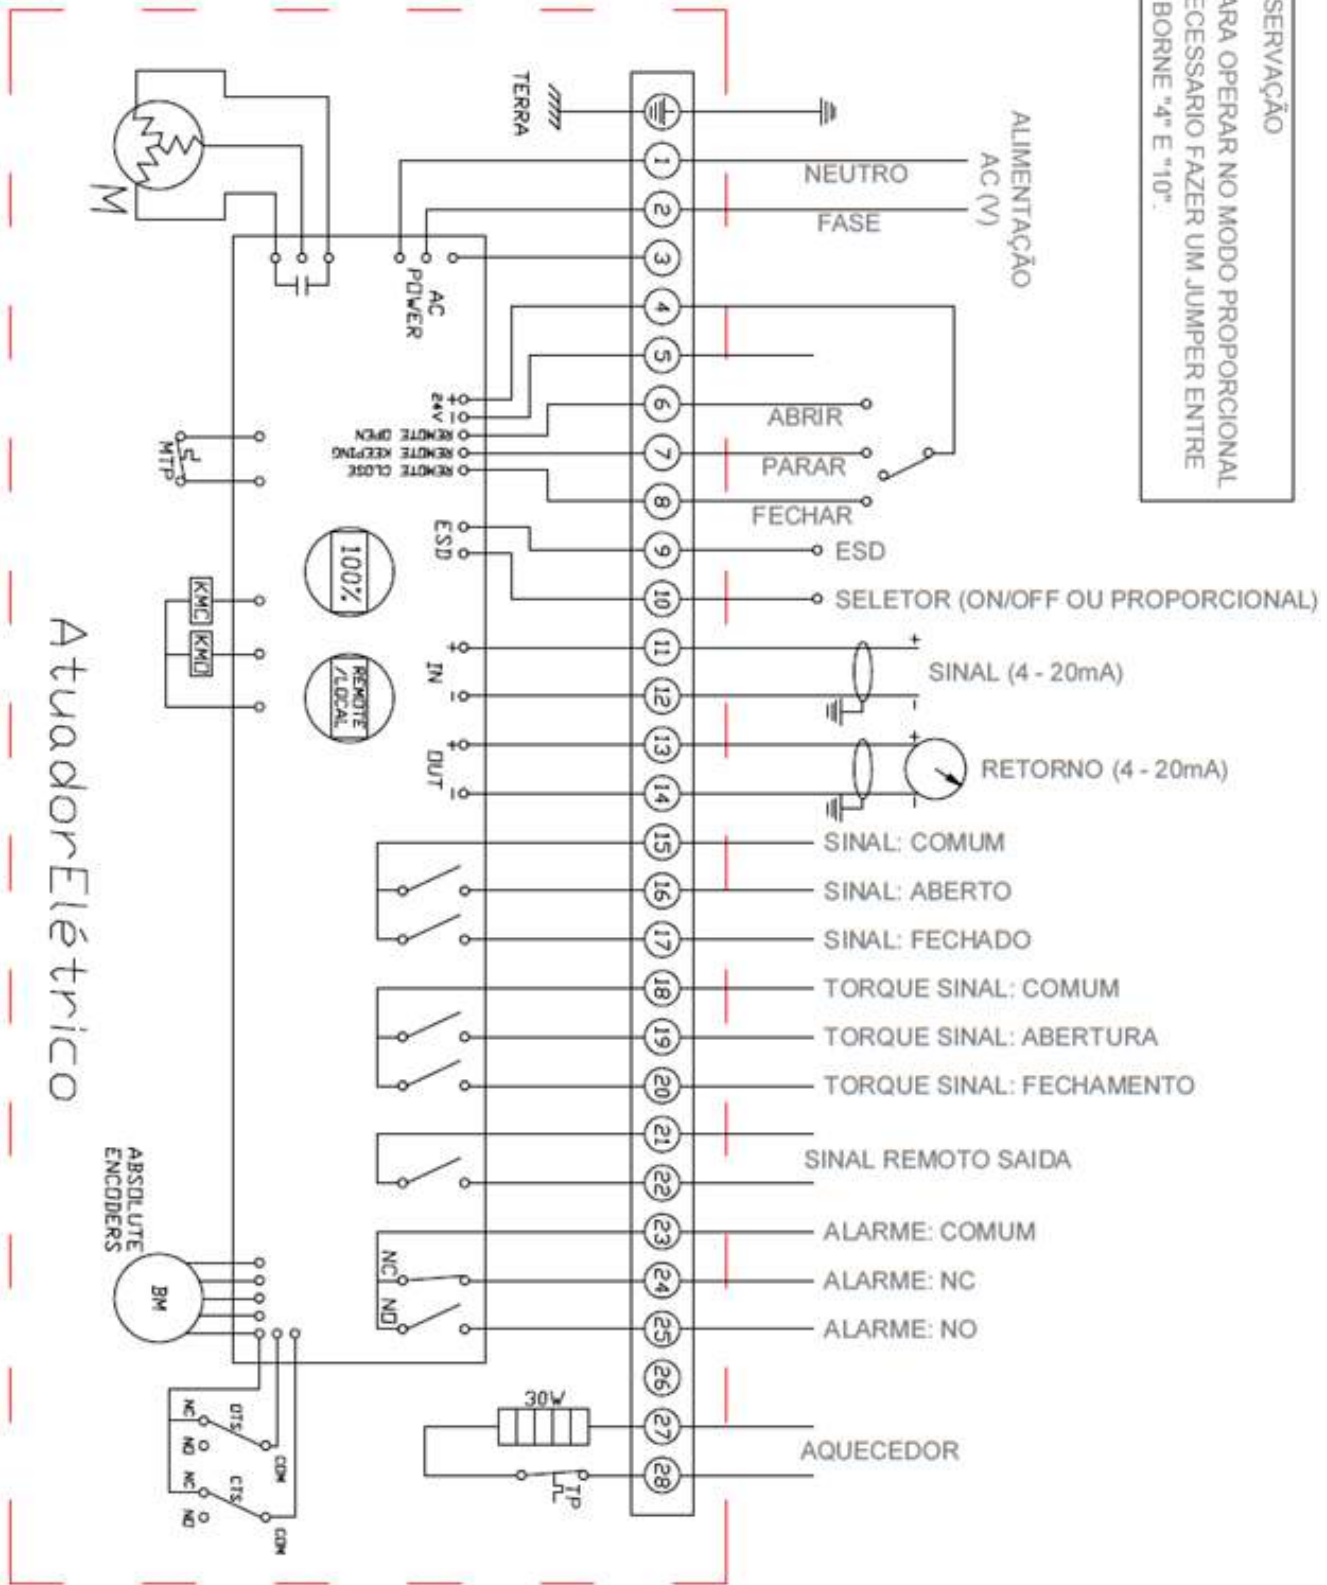 SERVAÇÃO
ARA OPERAR NO MODO PROPORCIONAL
ECESSARIO FAZER UM JUMPER ENTRE
BORNE "4" E "10".
ALIMENTAÇÃO
AC (V)
TERRA
1
NEUTRO
2
FASE
3
4
5
6
ABRIR
7
PARAR
8
FECHAR
9
ESD
10
SELETOR (ON/OFF OU PROPORCIONAL)
11
+
SINAL (4 - 20mA)
12
-
13
+
RETORNO (4 - 20mA)
14
-
15
SINAL: COMUM
16
SINAL: ABERTO
17
SINAL: FECHADO
18
TORQUE SINAL: COMUM
19
TORQUE SINAL: ABERTURA
20
TORQUE SINAL: FECHAMENTO
21
SINAL REMOTO SAIDA
22
23
ALARME: COMUM
24
ALARME: NC
25
ALARME: NO
26
27
AQUECEDOR
28
M
AC
POWER
+
24V
-
REMOTE OPEN
REMOTE KEEPING
REMOTE CLOSE
MTP
ESD
100%
KMC
KMO
REMOTE
/LOCAL
+
IN
-
+
OUT
-
NC
NO
30W
TP
ABSOLUTE
ENCODERS
BM
OTS
NC
NO
COM
CTS
NC
NO
COM
AtuadorElétrico